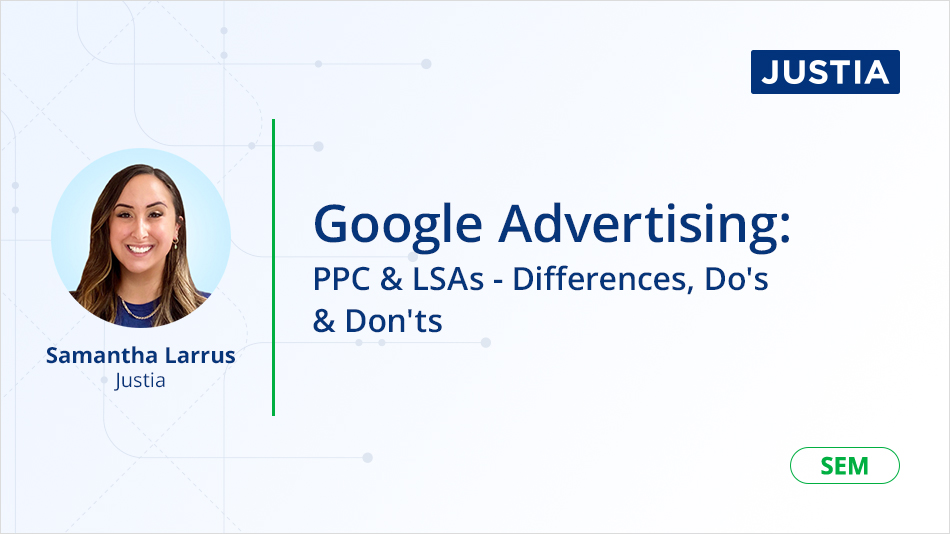 JUSTIA
Google Advertising:
PPC & LSAs - Differences, Do's
& Don'ts
Samantha Larrus
Justia
SEM